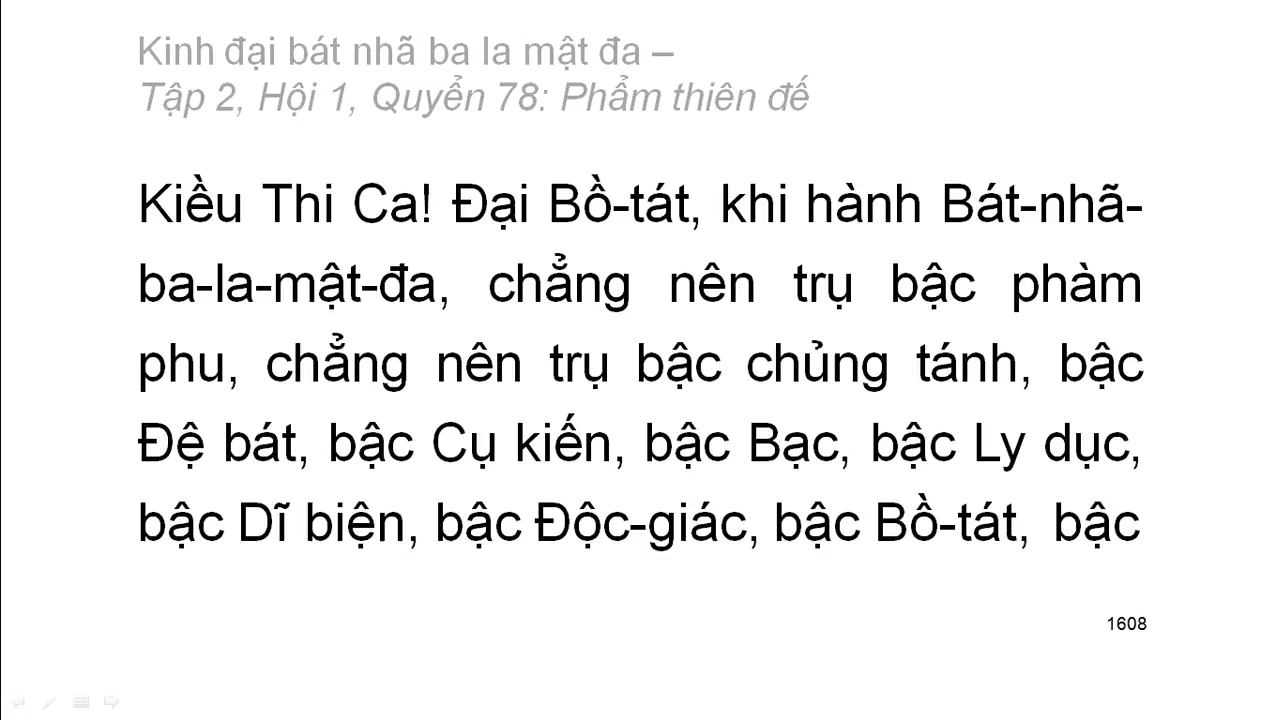 Kinh đại bát nhã ba la mật đa –
Tập 2, Hội 1, Quyển 78: Phẩm thiên đế
Kiều Thi Ca! Đại Bồ-tát, khi hành Bát-nhã-
ba-la-mật-đa, chẳng nên trụ bậc phàm
phu, chẳng nên trụ bậc chủng tánh, bậc
Đệ bát, bậc Cụ kiến, bậc Bạc, bậc Ly dục,
bậc Dĩ biện, bậc Độc-giác, bậc Bồ-tát, bậc
1608